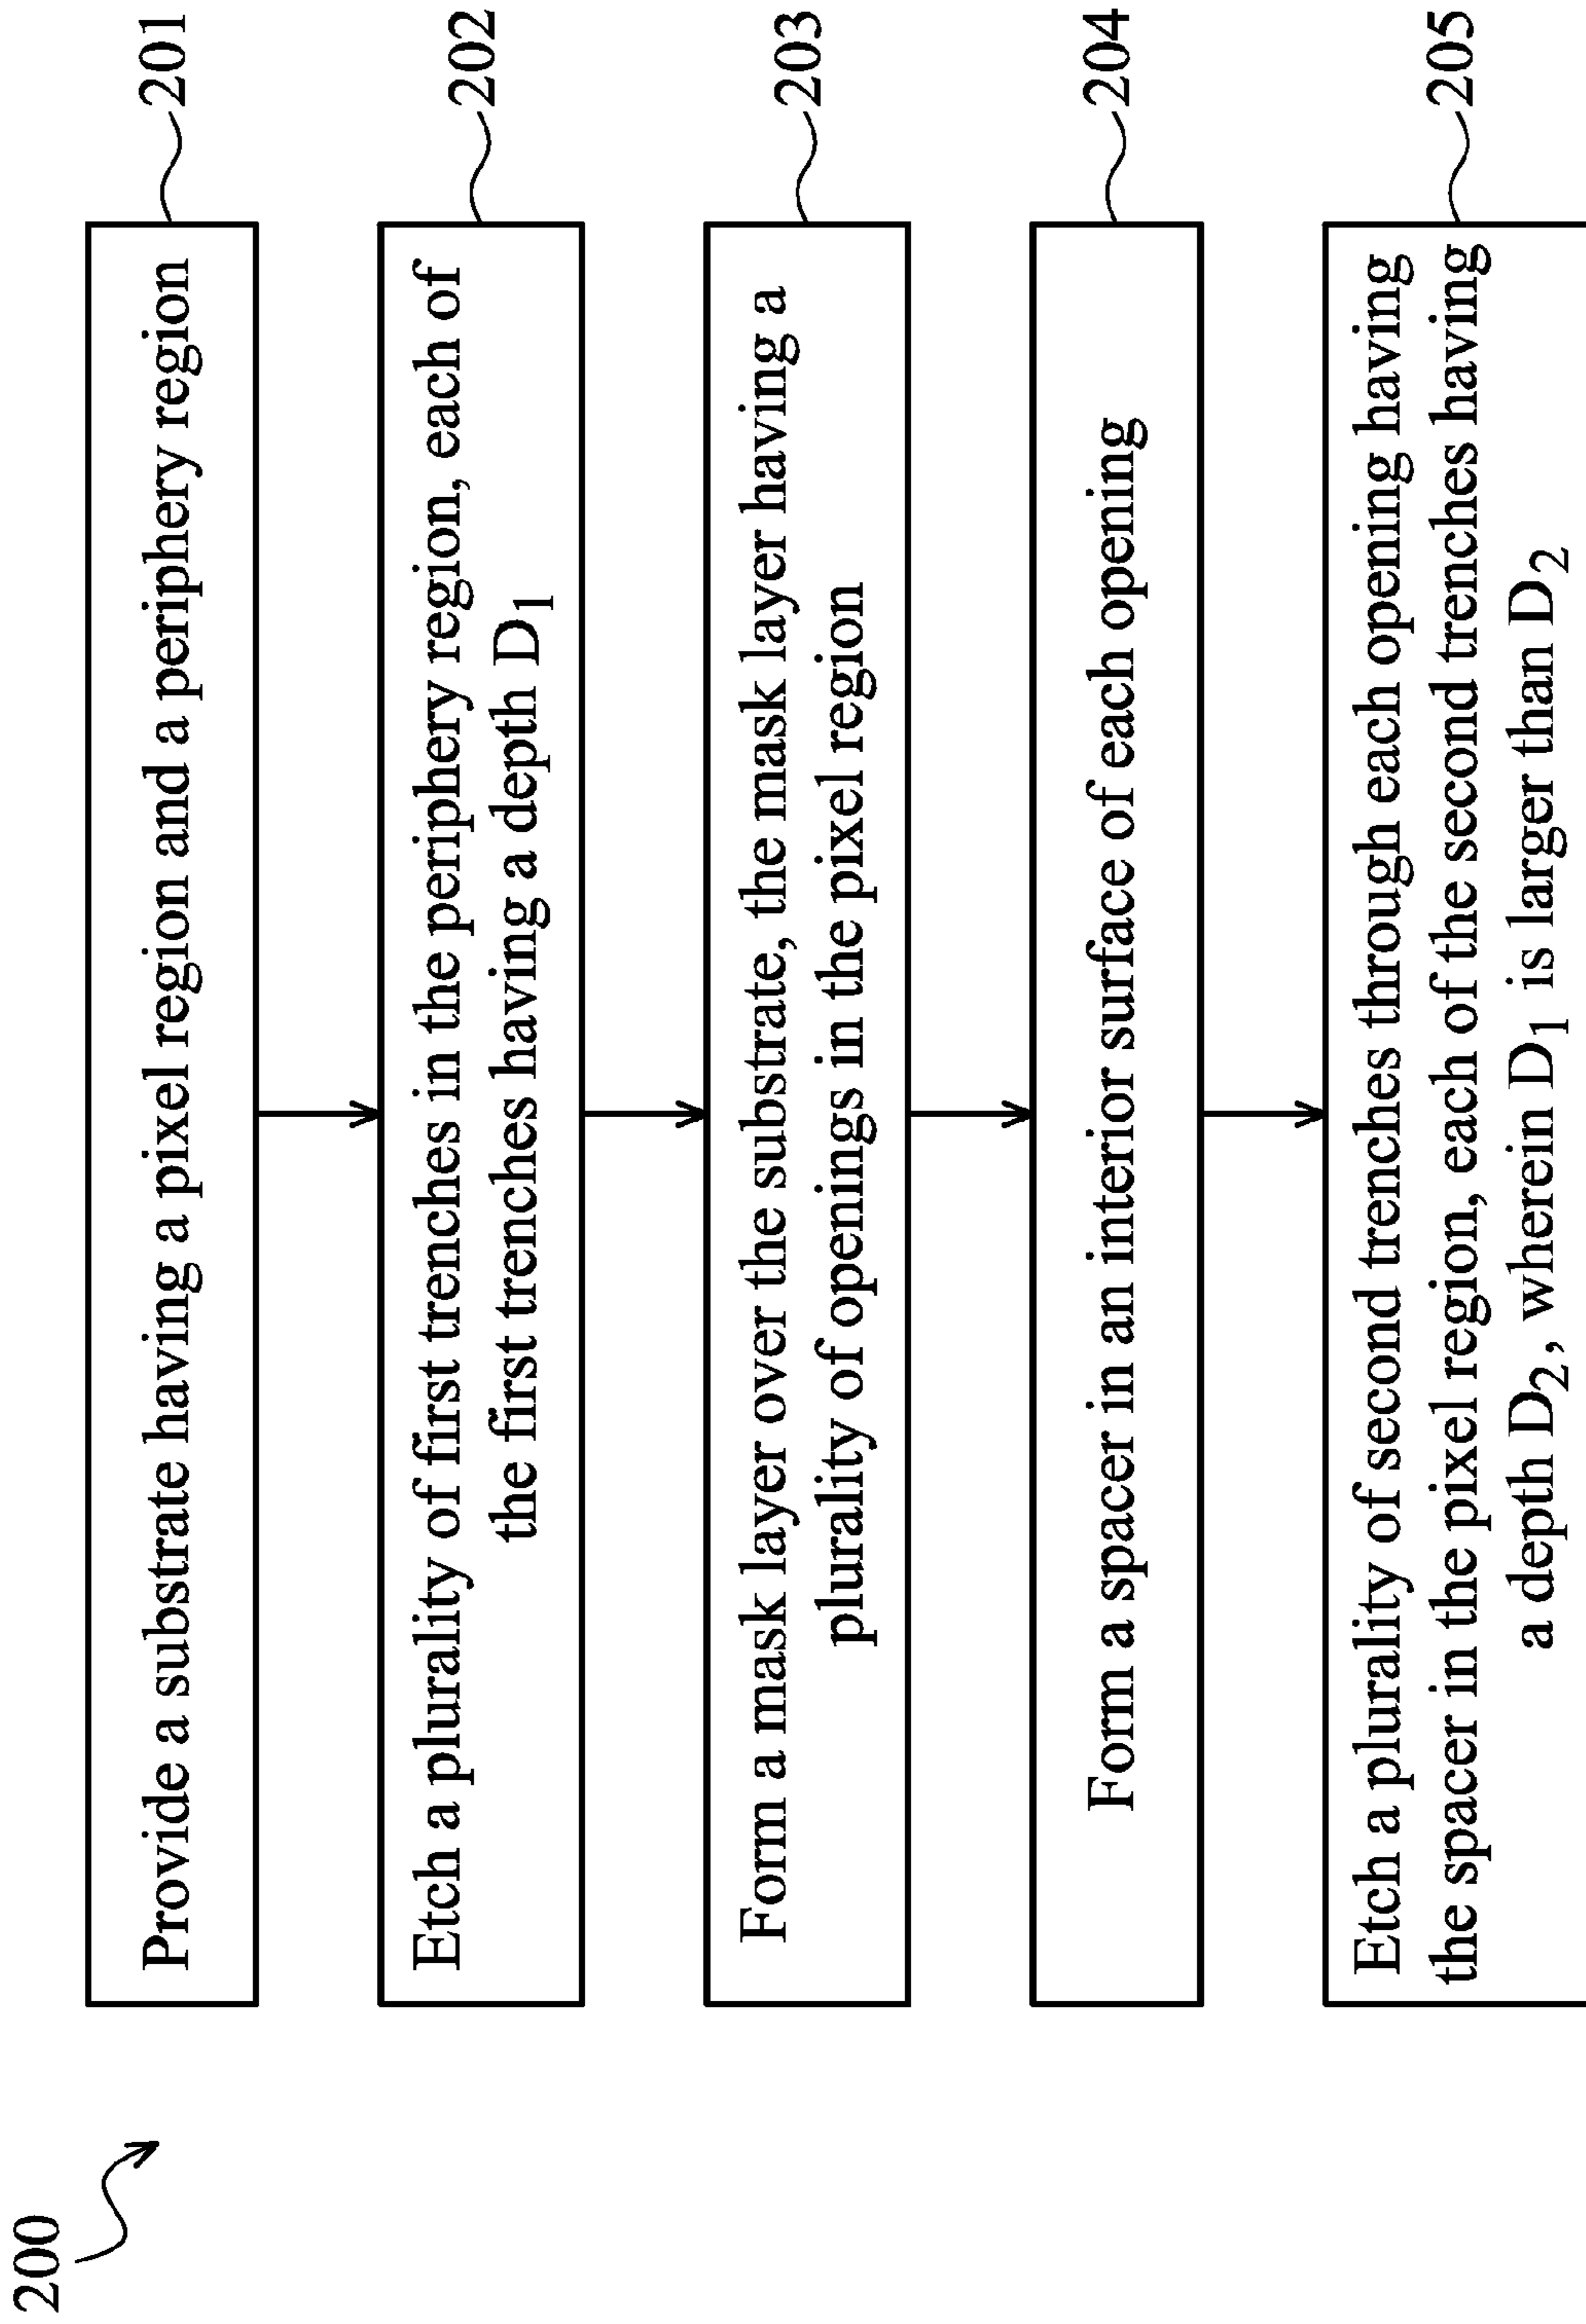 200
Provide a substrate having a pixel region and a periphery region
201
Etch a plurality of first trenches in the periphery region, each of
the first trenches having a depth D₁
202
Form a mask layer over the substrate, the mask layer having a
plurality of openings in the pixel region
203
Form a spacer in an interior surface of each opening
204
Etch a plurality of second trenches through each opening having
the spacer in the pixel region, each of the second trenches having
a depth D₂, wherein D₁ is larger than D₂
205